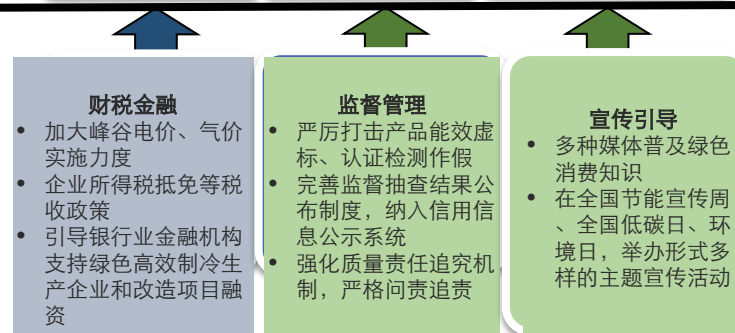 财税金融
• 加大峰谷电价、气价
实施力度
• 企业所得税抵免等税
收政策
• 引导银行业金融机构
支持绿色高效制冷生
产企业和改造项目融
资
监督管理
• 严厉打击产品能效虚
标、认证检测作假
• 完善监督抽查结果公
布制度，纳入信用信
息公示系统
• 强化质量责任追究机
制，严格问责追责
宣传引导
• 多种媒体普及绿色
消费知识
• 在全国节能宣传周
、全国低碳日、环
境日，举办形式多
样的主题宣传活动